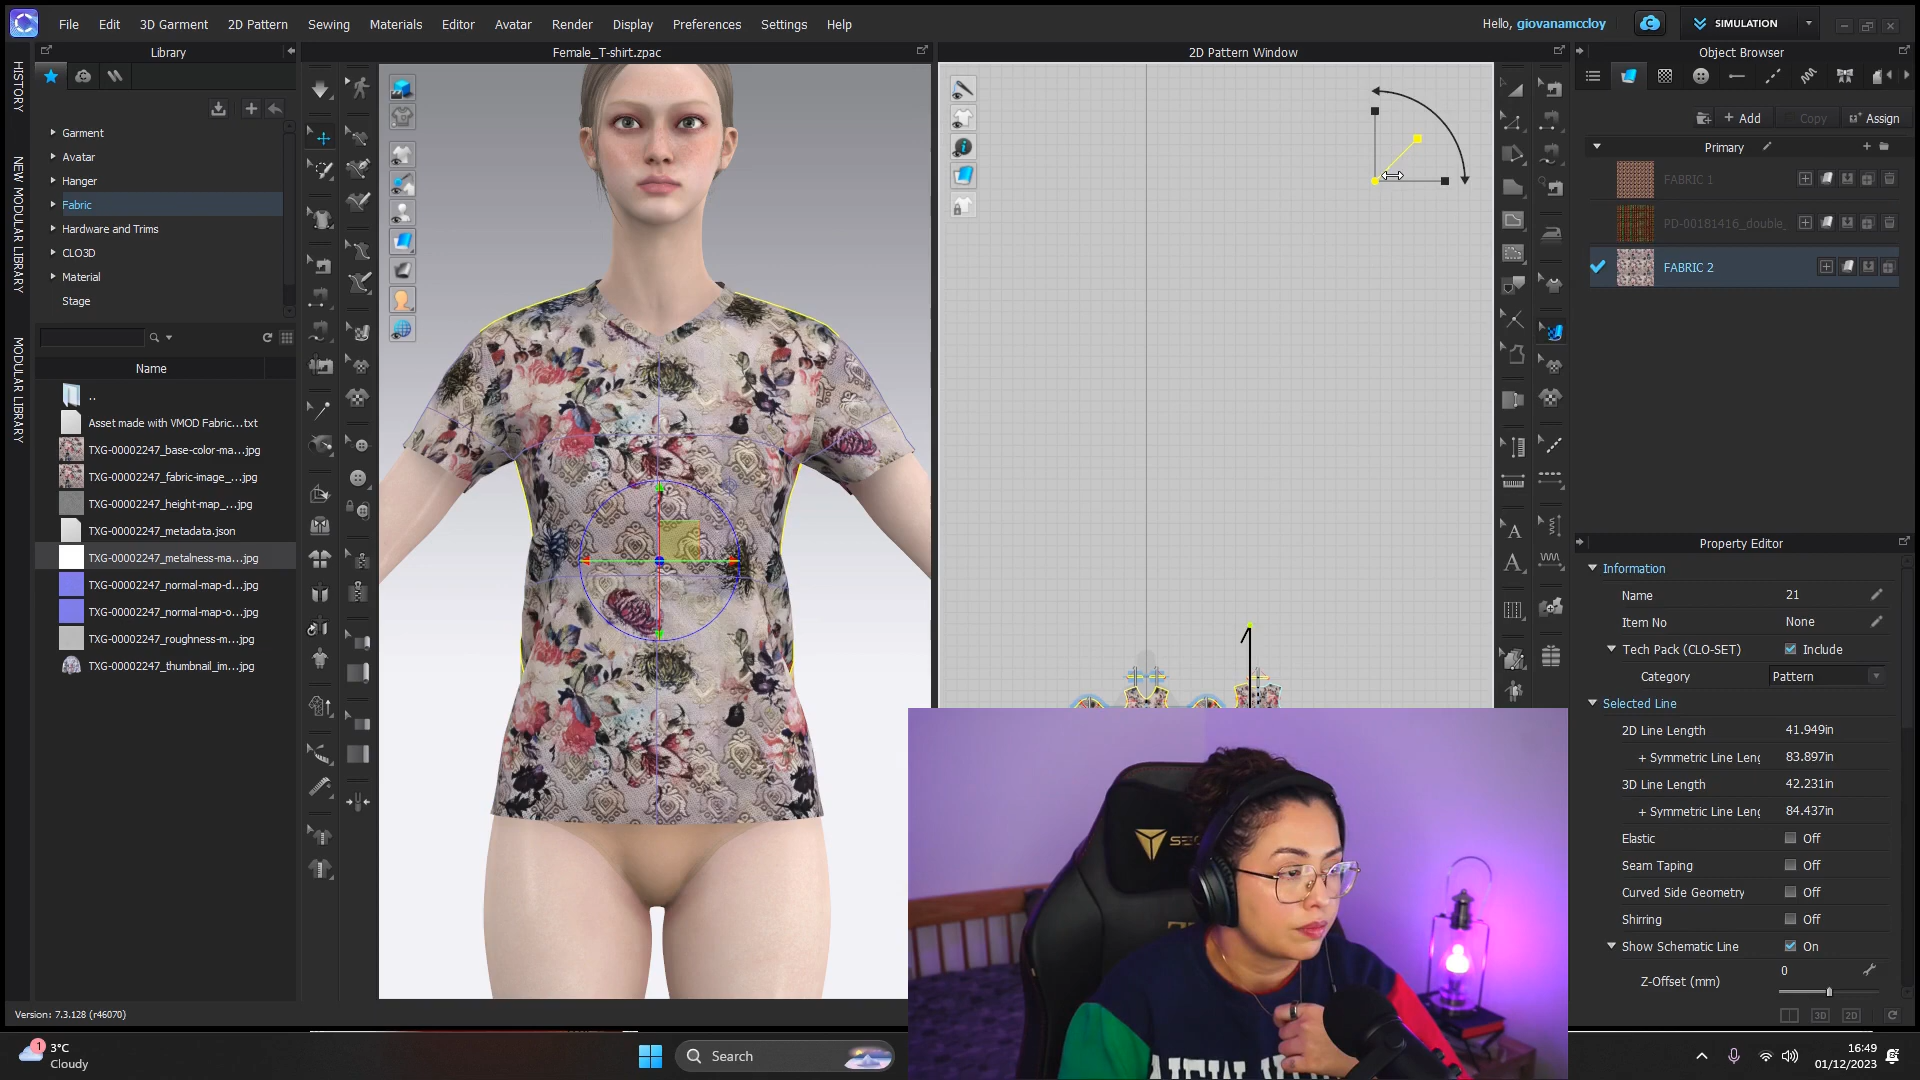 File Edit 3D Garment 2D Pattern Sewing Materials Editor Avatar Render Display Preferences Settings Help
Hello, giovanamccloy
SIMULATION
Library
Female_T-shirt.zpac
2D Pattern Window
Object Browser
HISTORY
NEW MODULAR LIBRARY
MODULAR LIBRARY
Garment
Avatar
Hanger
Fabric
Hardware and Trims
CLO3D
Material
Stage
Name
..
Asset made with VMOD Fabric...txt
TXG-00002247_base-color-ma...jpg
TXG-00002247_fabric-image_...jpg
TXG-00002247_height-map_...jpg
TXG-00002247_metadata.json
TXG-00002247_metalness-ma...jpg
TXG-00002247_normal-map-d...jpg
TXG-00002247_normal-map-o...jpg
TXG-00002247_roughness-m...jpg
TXG-00002247_thumbnail_im...jpg
+ Add
Copy
Assign
Primary
FABRIC 1
PD-00181416_double_
FABRIC 2
Property Editor
Information
Name 21
Item No None
Tech Pack (CLO-SET) Include
Category Pattern
Selected Line
2D Line Length 41.949in
+ Symmetric Line Leng 83.897in
3D Line Length 42.231in
+ Symmetric Line Leng 84.437in
Elastic Off
Seam Taping Off
Curved Side Geometry Off
Shirring Off
Show Schematic Line On
Z-Offset (mm) 0
3D 2D
Version: 7.3.128 (r46070)
1
3°C
Cloudy
Search
16:49
01/12/2023